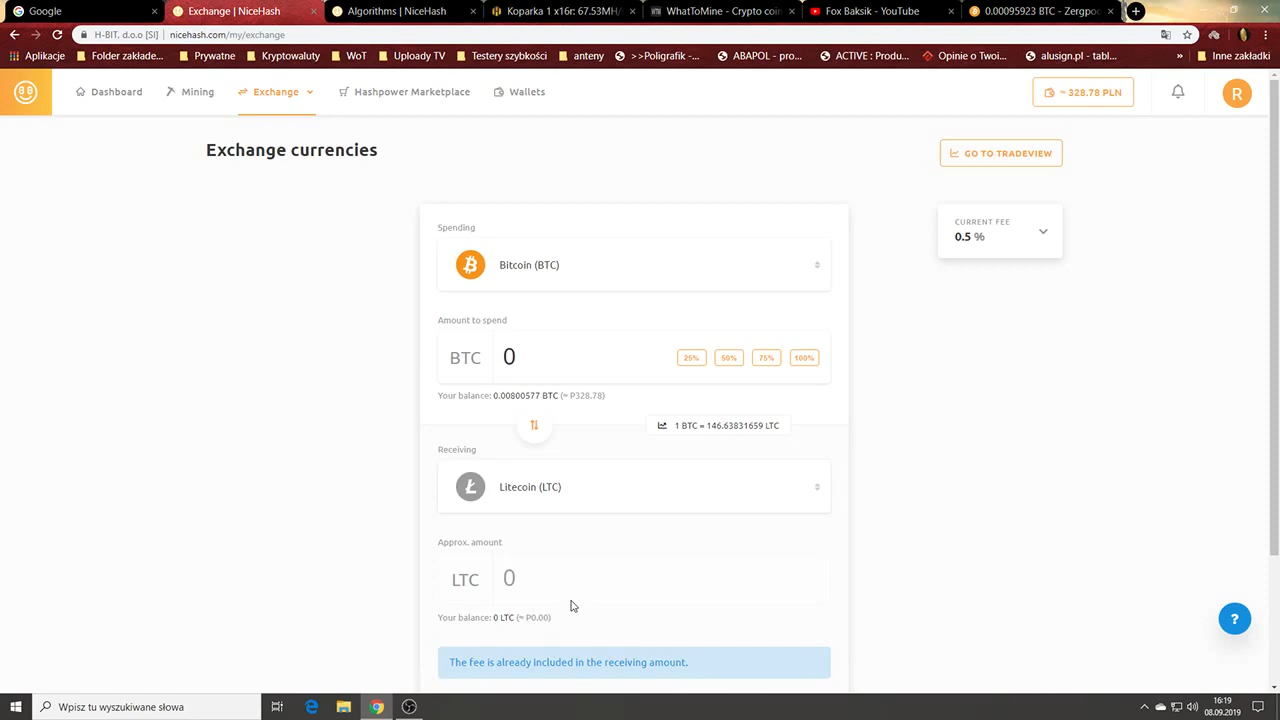 Google
Exchange | NiceHash
Algorithms | NiceHash
Koparka 1 x16r: 67.53MH/
WhatToMine - Crypto coin
Fox Baksik - YouTube
0.00095923 BTC - Zergpoo
H-BIT, d.o.o [SI] nicehash.com/my/exchange
Aplikacje Folder zakłade... Prywatne Kryptowaluty WoT Uploady TV Testery szybkości anteny >>Poligrafik -... ABAPOL - pro... ACTIVE : Produ... Opinie o Twoi... alusign.pl - tabl... » Inne zakładki
Dashboard Mining Exchange Hashpower Marketplace Wallets ≈ 328.78 PLN R
Exchange currencies
GO TO TRADEVIEW
CURRENT FEE
0.5 %
Spending
Bitcoin (BTC)
Amount to spend
BTC 0 25% 50% 75% 100%
Your balance: 0.00800577 BTC (≈ P328.78)
1 BTC = 146.63831659 LTC
Receiving
Litecoin (LTC)
Approx. amount
LTC 0
Your balance: 0 LTC (≈ P0.00)
The fee is already included in the receiving amount.
?
Wpisz tu wyszukiwane słowa
16:19
08.09.2019